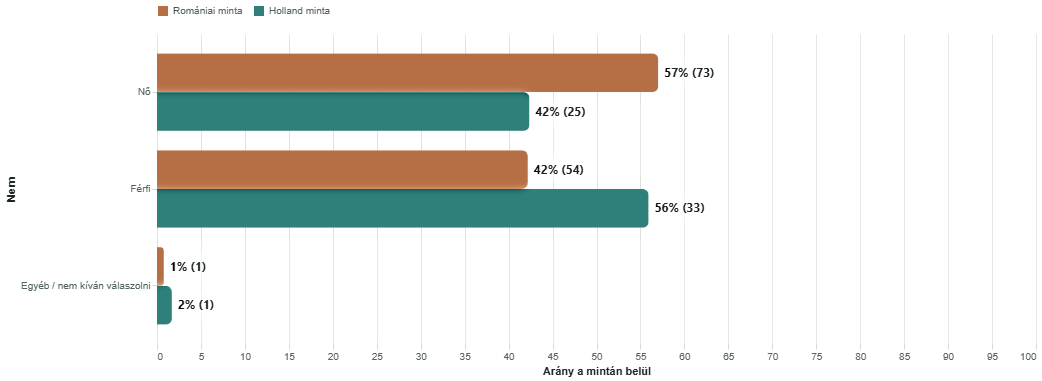 Romániai minta Holland minta
Nem
Nő
57% (73)
42% (25)
Férfi
42% (54)
56% (33)
Egyéb / nem kíván válaszolni
1% (1)
2% (1)
0 5 10 15 20 25 30 35 40 45 50 55 60 65 70 75 80 85 90 95 100
Arány a mintán belül